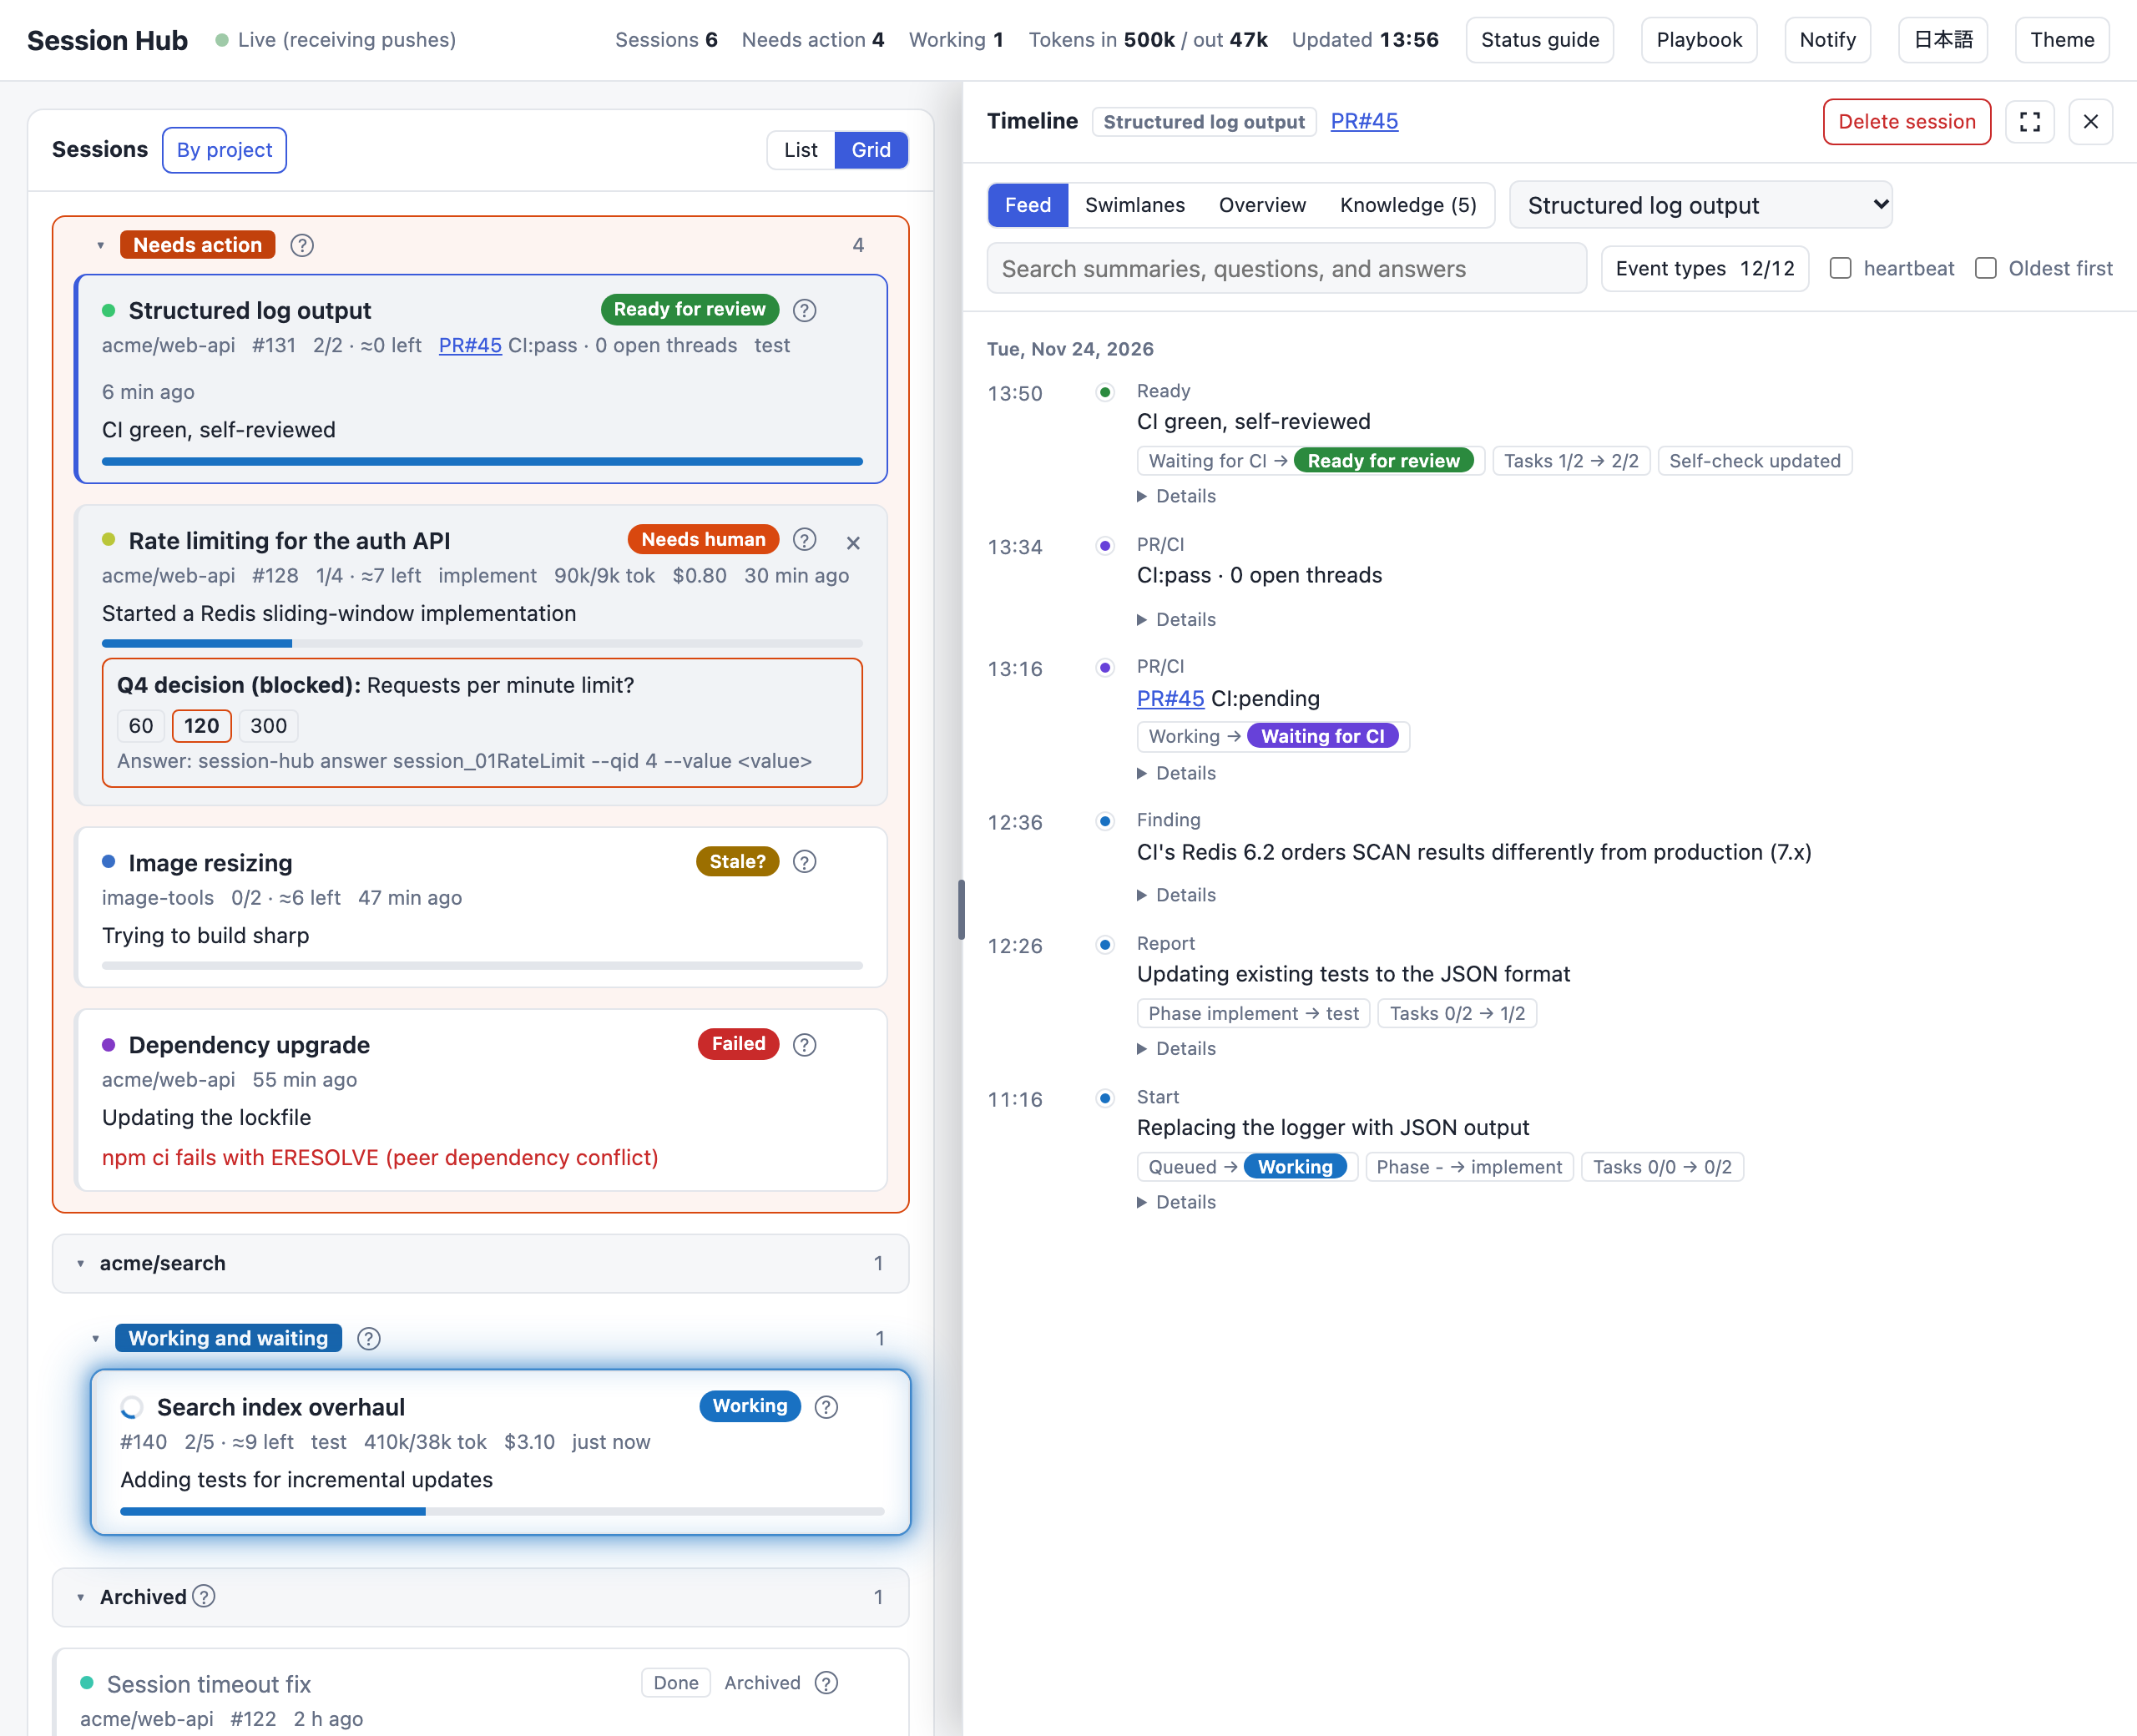 Session Hub Live (receiving pushes) Sessions 6 Needs action 4 Working 1 Tokens in 500k / out 47k Updated 13:56 Status guide Playbook Notify 日本語 Theme
Sessions By project List Grid
Needs action ? 4
Structured log output Ready for review ?
acme/web-api #131 2/2 · ≈0 left PR#45 CI:pass · 0 open threads test
6 min ago
CI green, self-reviewed
Rate limiting for the auth API Needs human ? ×
acme/web-api #128 1/4 · ≈7 left implement 90k/9k tok $0.80 30 min ago
Started a Redis sliding-window implementation
Q4 decision (blocked): Requests per minute limit?
60 120 300
Answer: session-hub answer session_01RateLimit --qid 4 --value <value>
Image resizing Stale? ?
image-tools 0/2 · ≈6 left 47 min ago
Trying to build sharp
Dependency upgrade Failed ?
acme/web-api 55 min ago
Updating the lockfile
npm ci fails with ERESOLVE (peer dependency conflict)
acme/search 1
Working and waiting ? 1
Search index overhaul Working ?
#140 2/5 · ≈9 left test 410k/38k tok $3.10 just now
Adding tests for incremental updates
Archived ? 1
Session timeout fix Done Archived ?
acme/web-api #122 2 h ago
Timeline Structured log output PR#45 Delete session ×
Feed Swimlanes Overview Knowledge (5) Structured log output
Search summaries, questions, and answers Event types 12/12 heartbeat Oldest first
Tue, Nov 24, 2026
13:50 Ready
CI green, self-reviewed
Waiting for CI → Ready for review Tasks 1/2 → 2/2 Self-check updated
Details
13:34 PR/CI
CI:pass · 0 open threads
Details
13:16 PR/CI
PR#45 CI:pending
Working → Waiting for CI
Details
12:36 Finding
CI's Redis 6.2 orders SCAN results differently from production (7.x)
Details
12:26 Report
Updating existing tests to the JSON format
Phase implement → test Tasks 0/2 → 1/2
Details
11:16 Start
Replacing the logger with JSON output
Queued → Working Phase - → implement Tasks 0/0 → 0/2
Details